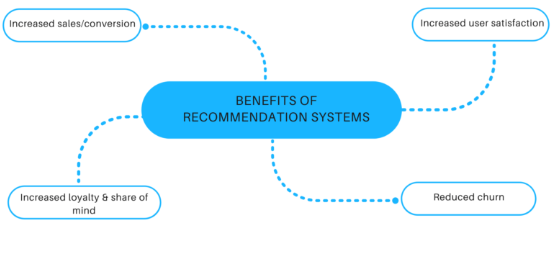 Increased sales/conversion
Increased user satisfaction
BENEFITS OF
RECOMMENDATION SYSTEMS
Increased loyalty & share of
mind
Reduced churn